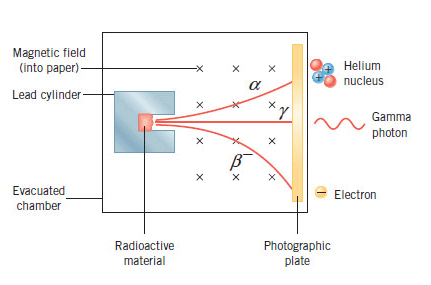 Magnetic field
(into paper)
Lead cylinder
Evacuated
chamber
Radioactive
material
Photographic
plate
α
γ
β−
Helium
nucleus
Gamma
photon
Electron
× × ×
× ×
× × ×
× × ×
+
+
−